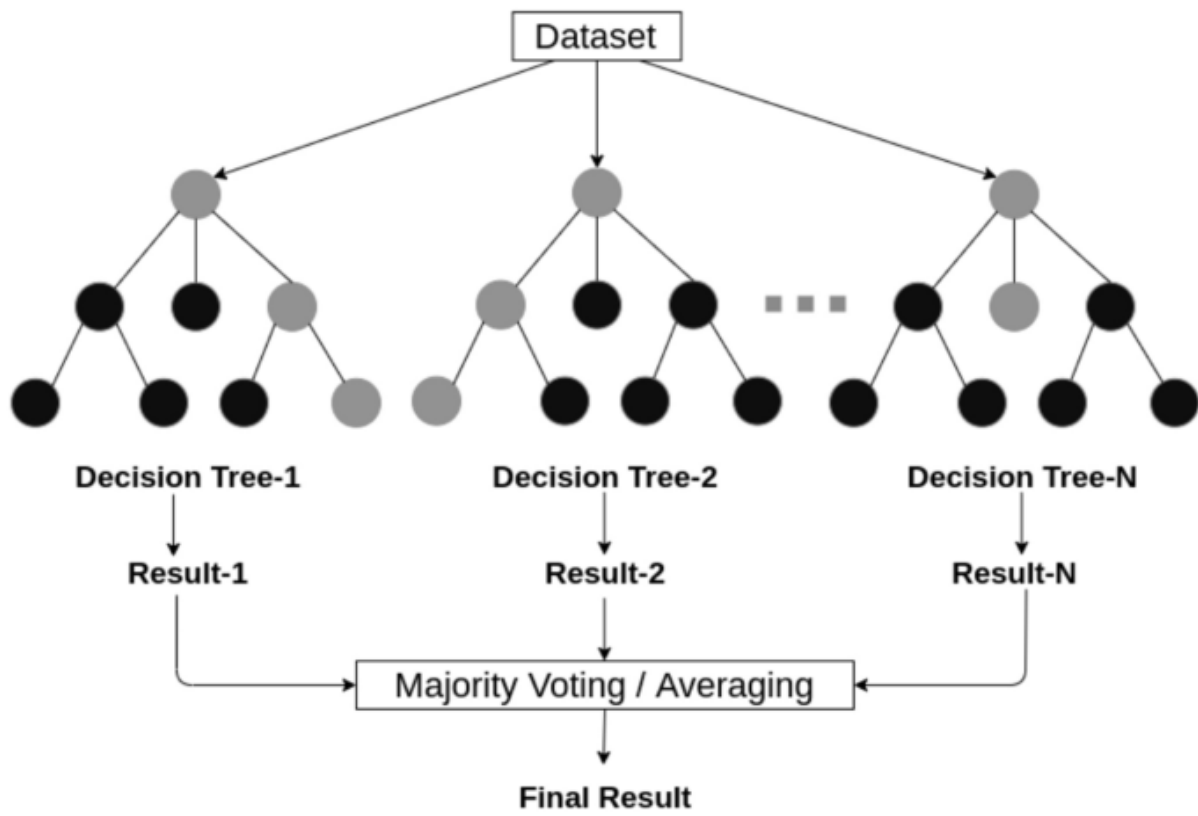 Dataset
Decision Tree-1
Decision Tree-2
Decision Tree-N
Result-1
Result-2
Result-N
Majority Voting / Averaging
Final Result